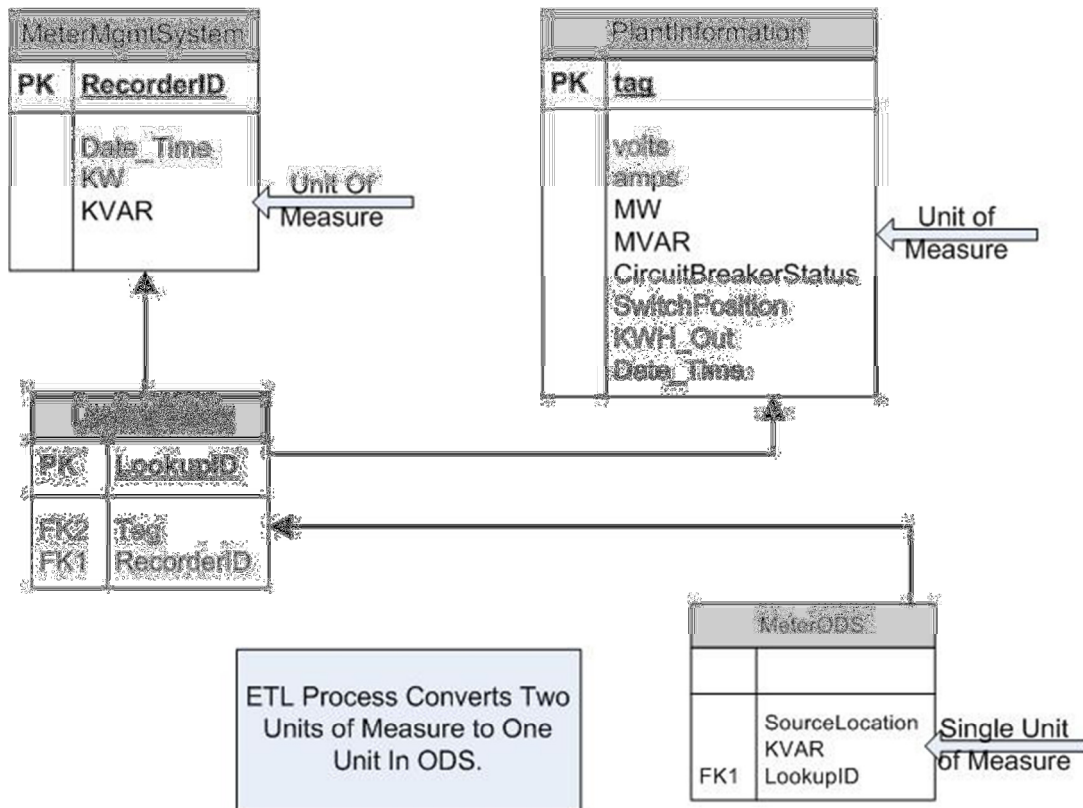 MeterMgmtSystem
PK RecorderID
Date_Time
KW
KVAR
Unit Of
Measure
PlantInformation
PK tag
volts
amps
MW
MVAR
CircuitBreakerStatus
SwitchPosition
KWH_Out
Date_Time
Unit of
Measure
PK LookupID
FK2 Tag
FK1 RecorderID
MeterODS
SourceLocation
KVAR
FK1 LookupID
Single Unit
of Measure
ETL Process Converts Two
Units of Measure to One
Unit In ODS.